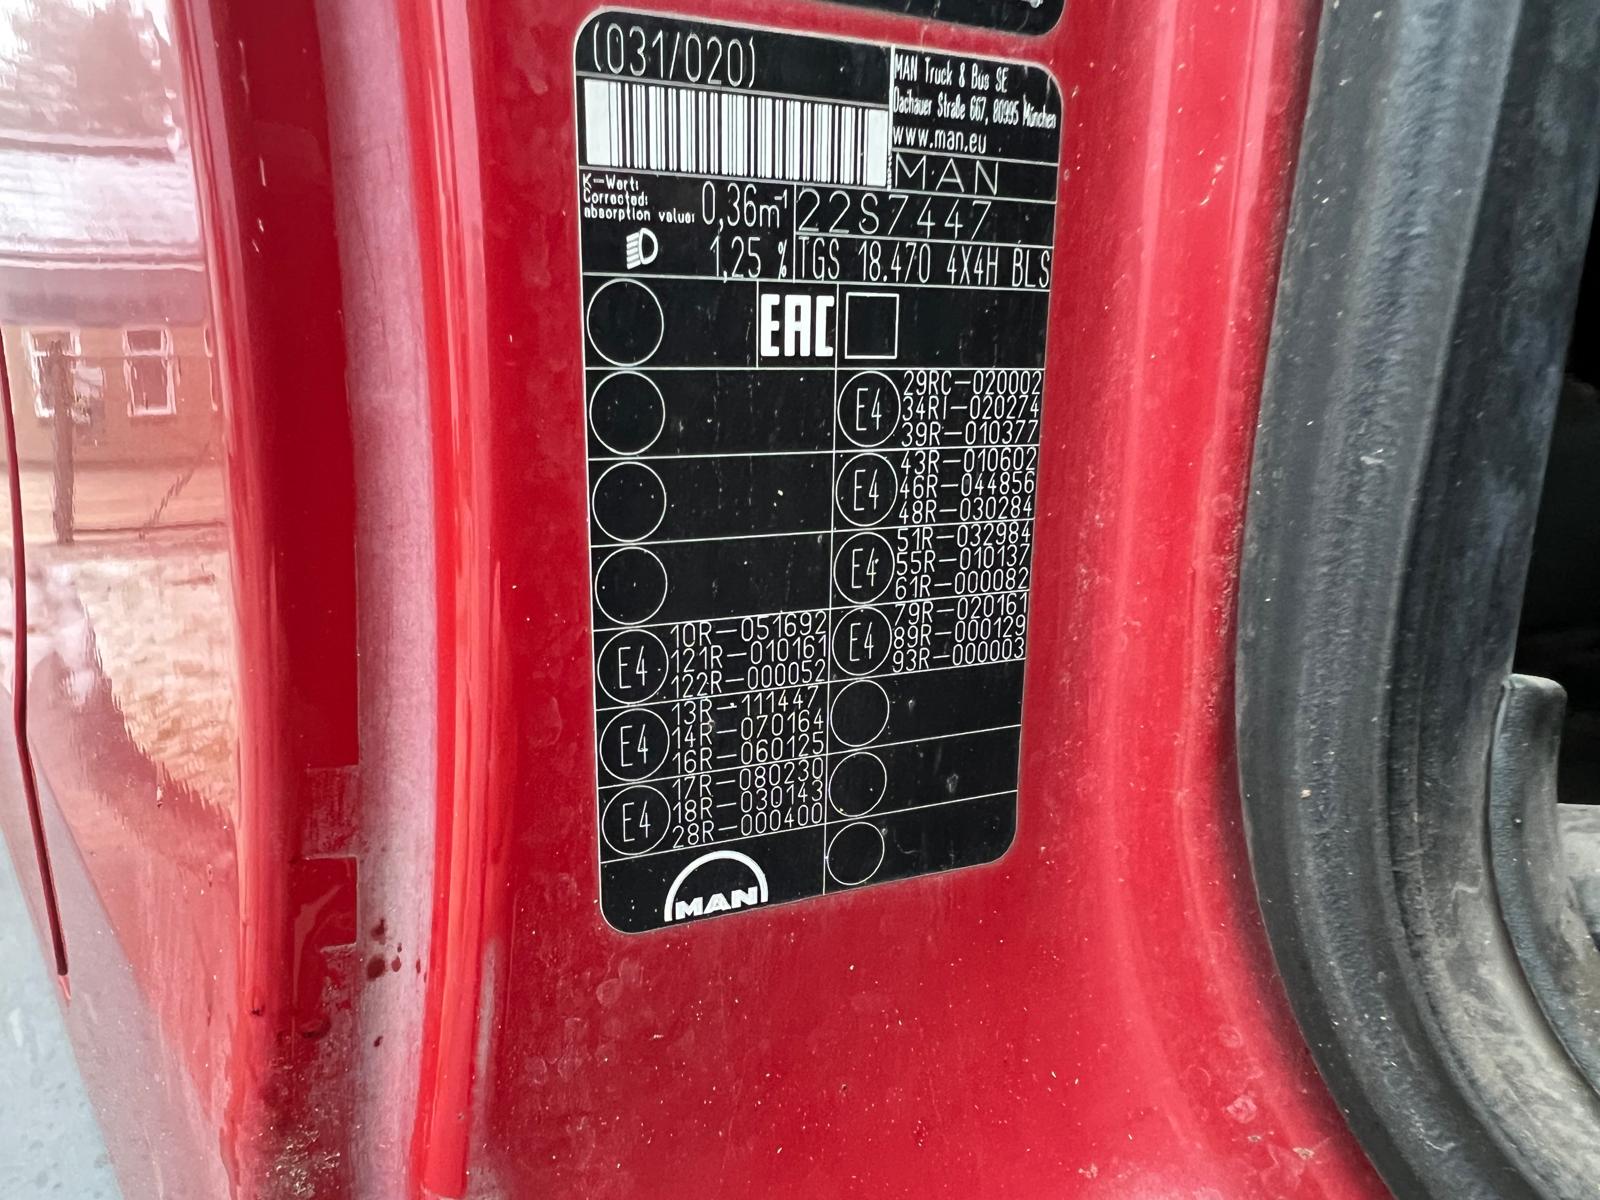 (031/020)
MAN Truck & Bus SE
Dachauer Straße 667, 80995 München
www.man.eu
MAN
K-Wert:
Corrected:
absorption value: 0,36m-1
22S7447
1,25 %
TGS 18.470 4X4H BLS
EAC
E4
29RC-020002
34RI-020274
39R-010377
E4
43R-010602
46R-044856
48R-030284
E4
51R-032984
55R-010137
61R-000082
E4
79R-020161
89R-000129
93R-000003
E4
10R-051692
121R-010161
122R-000052
E4
13R-111447
14R-070164
16R-060125
E4
17R-080230
18R-030143
28R-000400
MAN